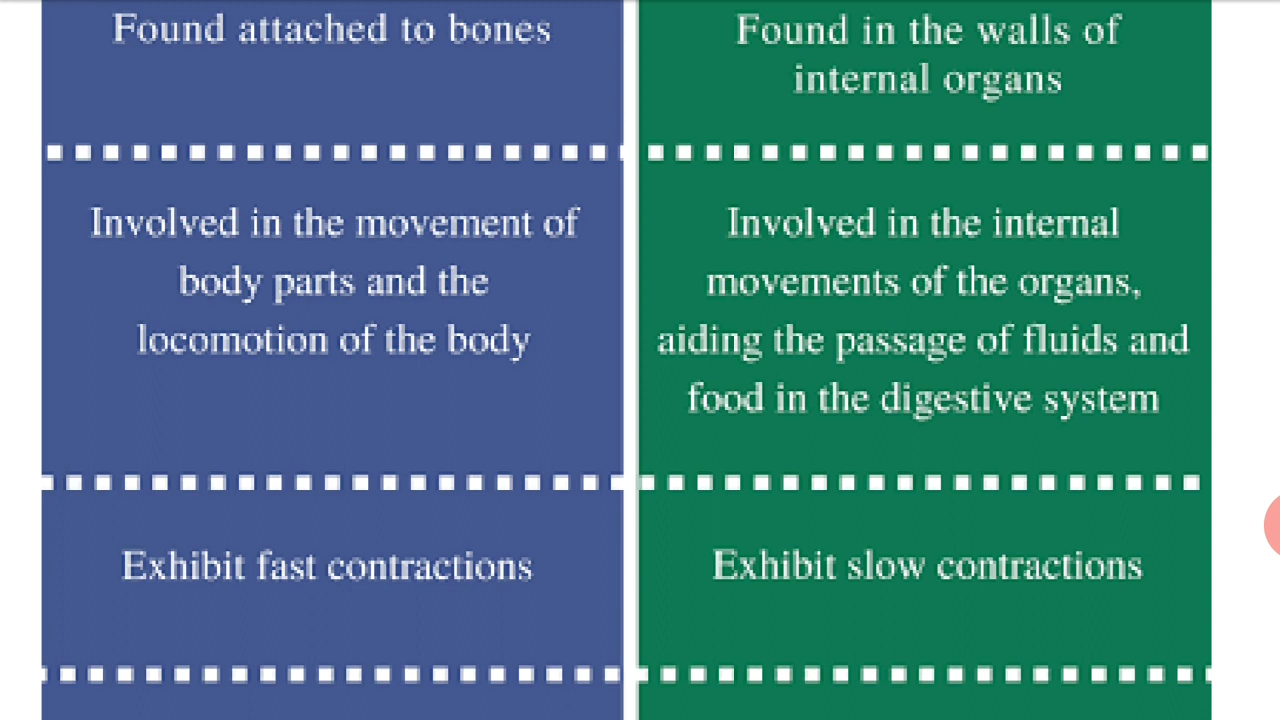 Found attached to bones
Found in the walls of
internal organs
Involved in the movement of
body parts and the
locomotion of the body
Involved in the internal
movements of the organs,
aiding the passage of fluids and
food in the digestive system
Exhibit fast contractions
Exhibit slow contractions